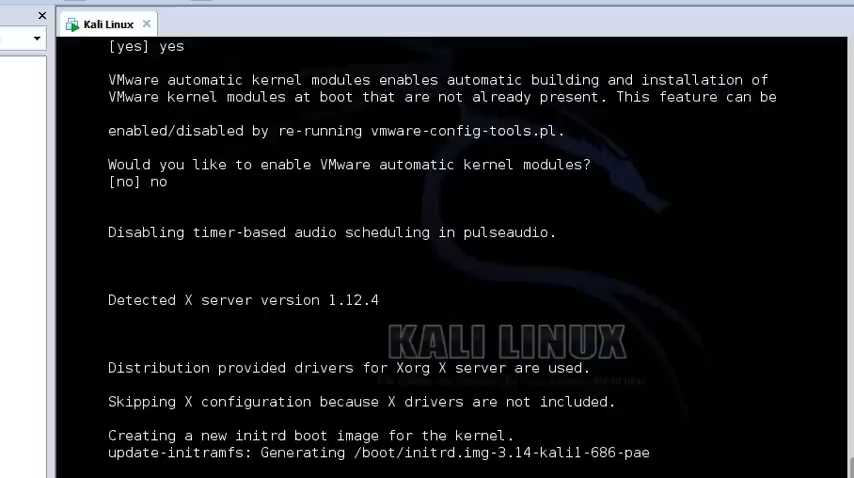 Kali Linux
[yes] yes
VMware automatic kernel modules enables automatic building and installation of
VMware kernel modules at boot that are not already present. This feature can be
enabled/disabled by re-running vmware-config-tools.pl.
Would you like to enable VMware automatic kernel modules?
[no] no
Disabling timer-based audio scheduling in pulseaudio.
Detected X server version 1.12.4
KALI LINUX
Distribution provided drivers for Xorg X server are used.
Skipping X configuration because X drivers are not included.
Creating a new initrd boot image for the kernel.
update-initramfs: Generating /boot/initrd.img-3.14-kali1-686-pae